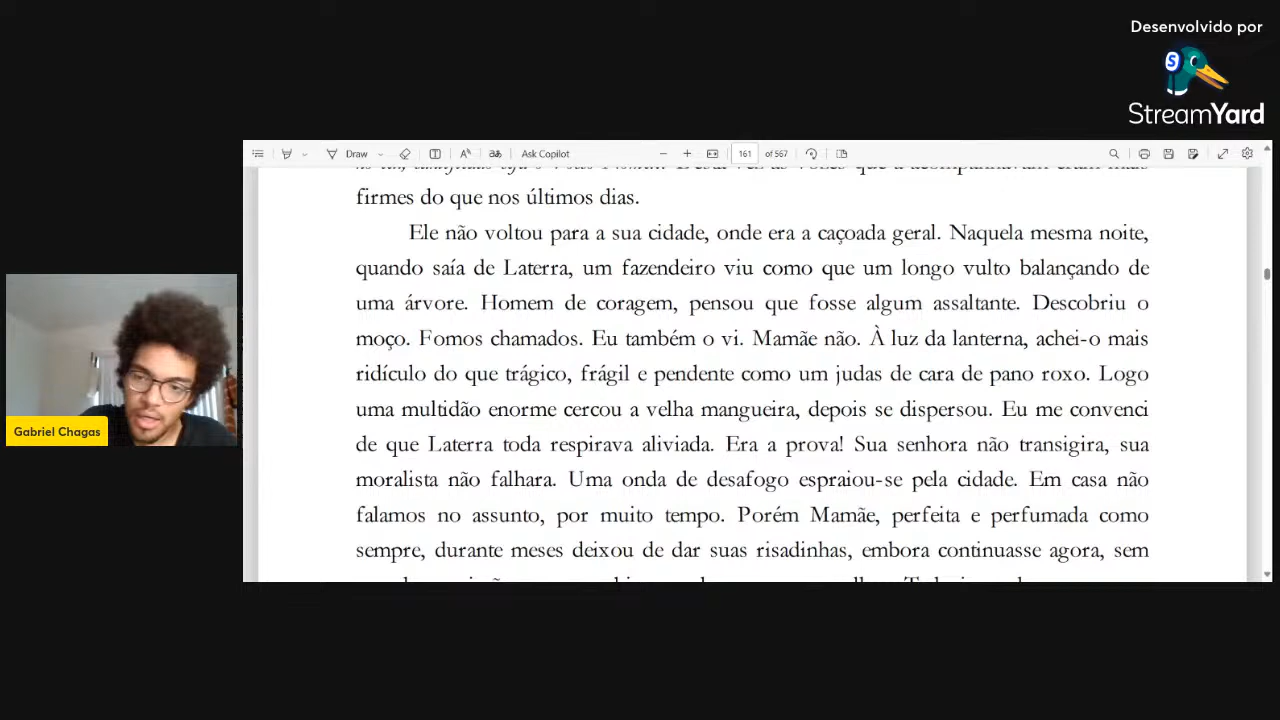 Desenvolvido por
StreamYard
Draw
Ask Copilot
161 of 567
firmes do que nos últimos dias.
Ele não voltou para a sua cidade, onde era a caçoada geral. Naquela mesma noite,
quando saía de Laterra, um fazendeiro viu como que um longo vulto balançando de
uma árvore. Homem de coragem, pensou que fosse algum assaltante. Descobriu o
moço. Fomos chamados. Eu também o vi. Mamãe não. À luz da lanterna, achei-o mais
ridículo do que trágico, frágil e pendente como um judas de cara de pano roxo. Logo
uma multidão enorme cercou a velha mangueira, depois se dispersou. Eu me convenci
de que Laterra toda respirava aliviada. Era a prova! Sua senhora não transigira, sua
moralista não falhara. Uma onda de desafogo espraiou-se pela cidade. Em casa não
falamos no assunto, por muito tempo. Porém Mamãe, perfeita e perfumada como
sempre, durante meses deixou de dar suas risadinhas, embora continuasse agora, sem
Gabriel Chagas